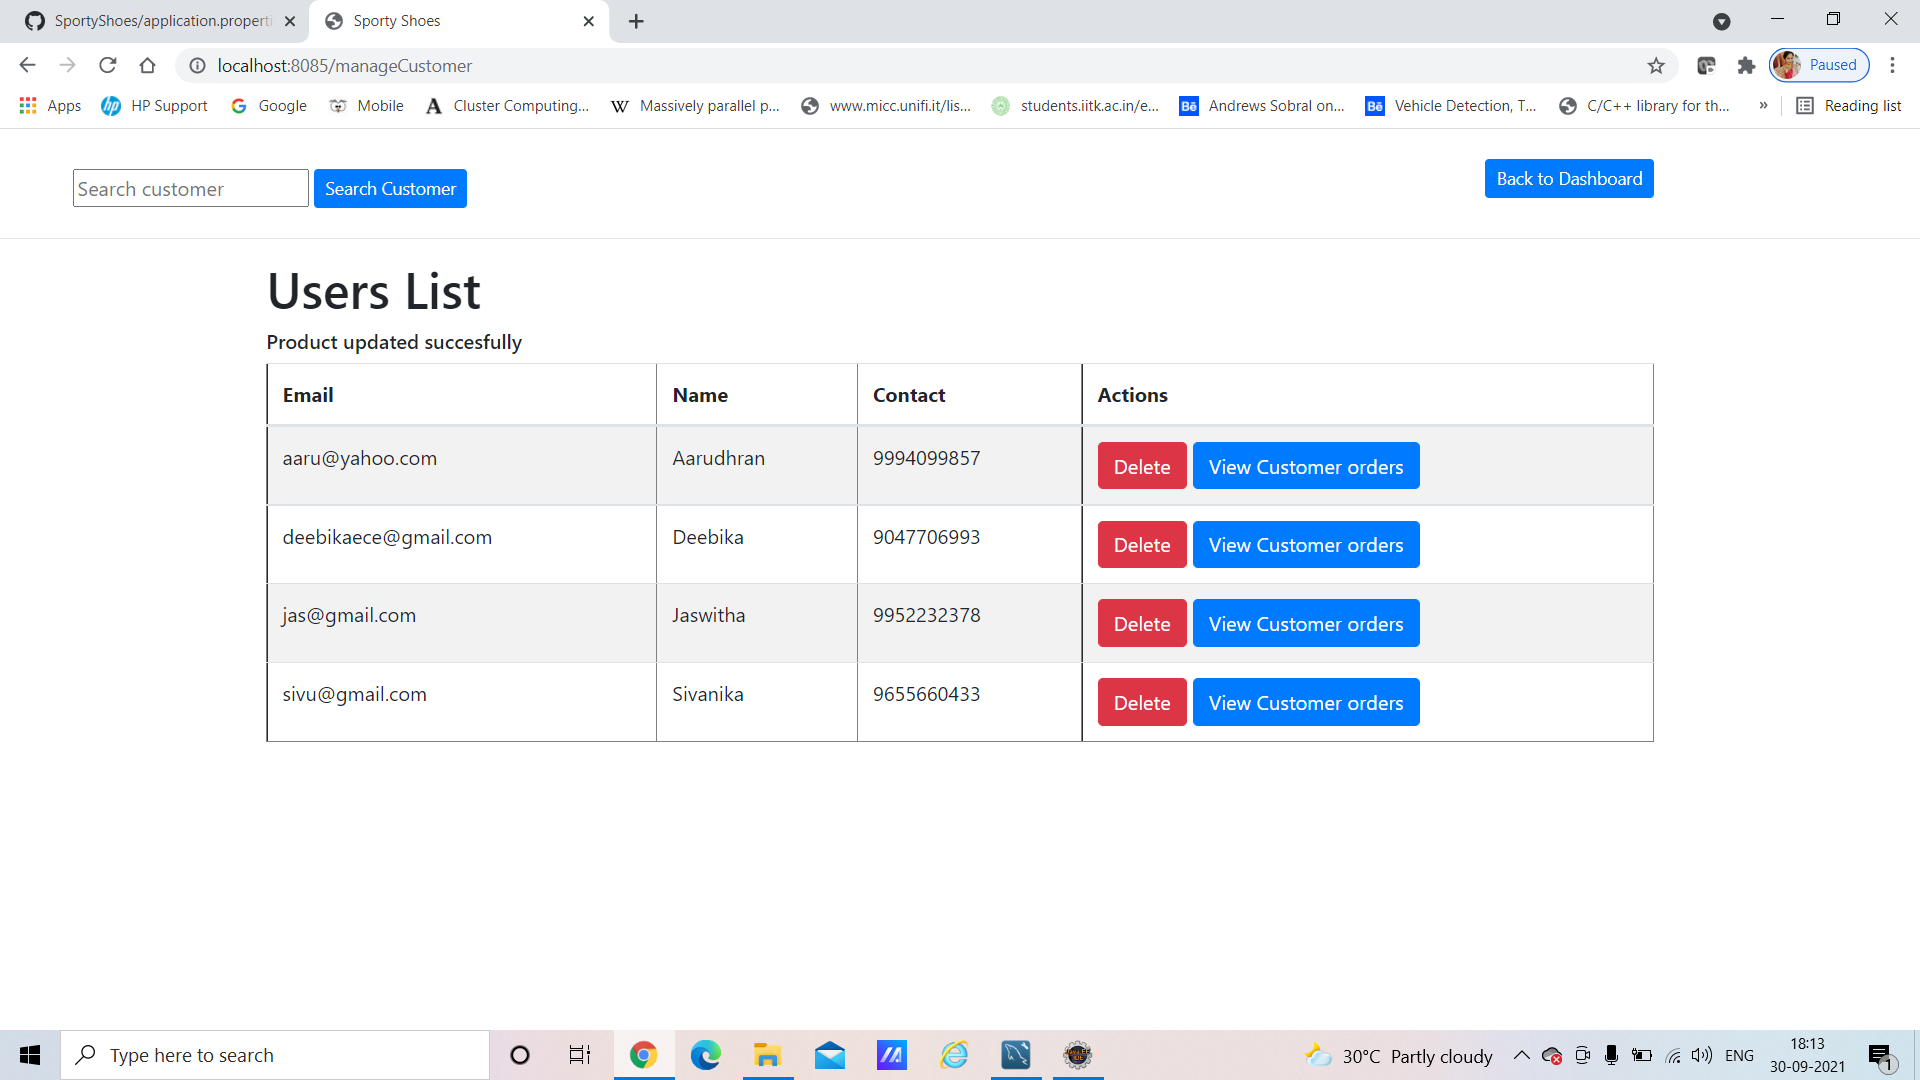 SportyShoes/application.properti
Sporty Shoes
localhost:8085/manageCustomer
Paused
Apps
HP Support
Google
Mobile
Cluster Computing...
Massively parallel p...
www.micc.unifi.it/lis...
students.iitk.ac.in/e...
Andrews Sobral on...
Vehicle Detection, T...
C/C++ library for th...
»
Reading list
Search customer
Search Customer
Back to Dashboard
Users List
Product updated succesfully
Email Name Contact Actions
aaru@yahoo.com Aarudhran 9994099857 Delete View Customer orders
deebikaece@gmail.com Deebika 9047706993 Delete View Customer orders
jas@gmail.com Jaswitha 9952232378 Delete View Customer orders
sivu@gmail.com Sivanika 9655660433 Delete View Customer orders
Type here to search
30°C Partly cloudy
ENG
18:13
30-09-2021
1